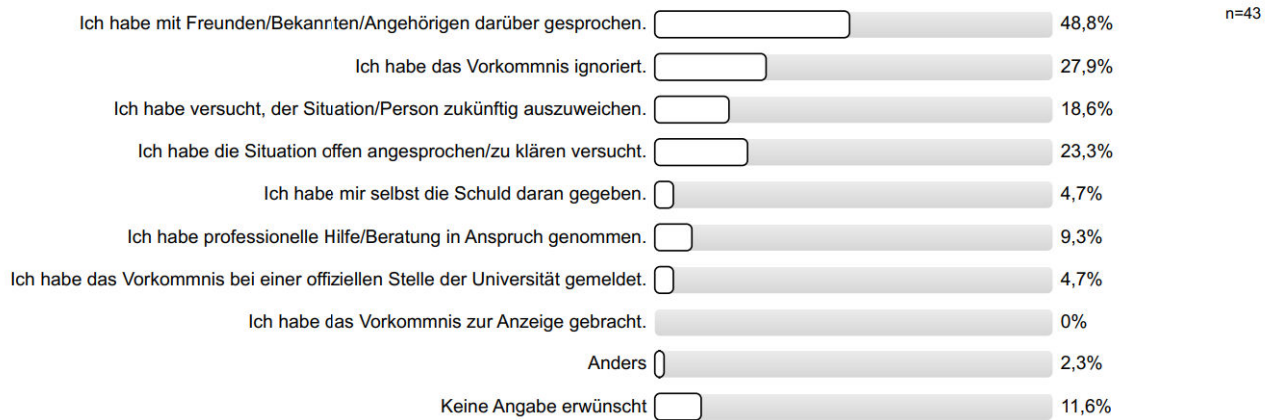 Ich habe mit Freunden/Bekannten/Angehörigen darüber gesprochen. 48,8% n=43
Ich habe das Vorkommnis ignoriert. 27,9%
Ich habe versucht, der Situation/Person zukünftig auszuweichen. 18,6%
Ich habe die Situation offen angesprochen/zu klären versucht. 23,3%
Ich habe mir selbst die Schuld daran gegeben. 4,7%
Ich habe professionelle Hilfe/Beratung in Anspruch genommen. 9,3%
Ich habe das Vorkommnis bei einer offiziellen Stelle der Universität gemeldet. 4,7%
Ich habe das Vorkommnis zur Anzeige gebracht. 0%
Anders 2,3%
Keine Angabe erwünscht 11,6%